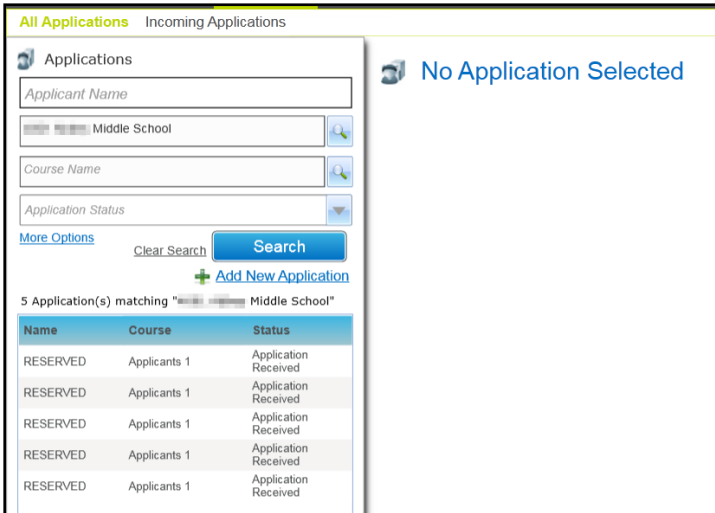 All Applications Incoming Applications
Applications
Applicant Name
Middle School
Course Name
Application Status
More Options Clear Search Search
Add New Application
5 Application(s) matching " Middle School"
Name Course Status
RESERVED Applicants 1 Application Received
RESERVED Applicants 1 Application Received
RESERVED Applicants 1 Application Received
RESERVED Applicants 1 Application Received
RESERVED Applicants 1 Application Received
No Application Selected